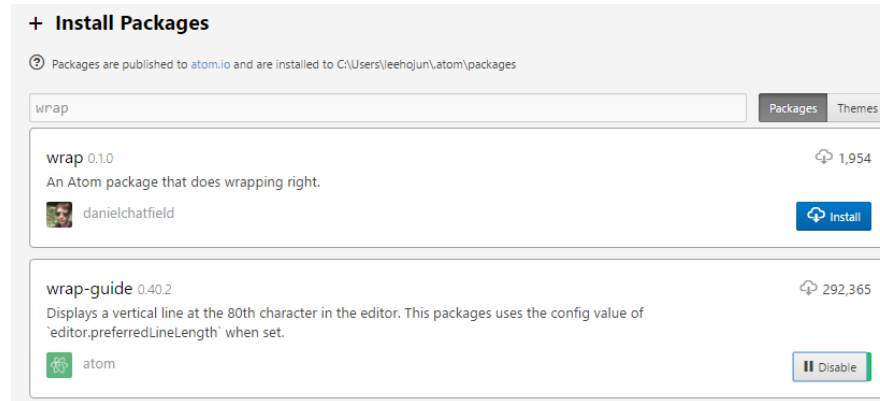 + Install Packages
Packages are published to atom.io and are installed to C:\Users\leehojun\.atom\packages
wrap
Packages Themes
wrap 0.1.0 1,954
An Atom package that does wrapping right.
danielchatfield Install
wrap-guide 0.40.2 292,365
Displays a vertical line at the 80th character in the editor. This packages uses the config value of
`editor.preferredLineLength` when set.
atom Disable